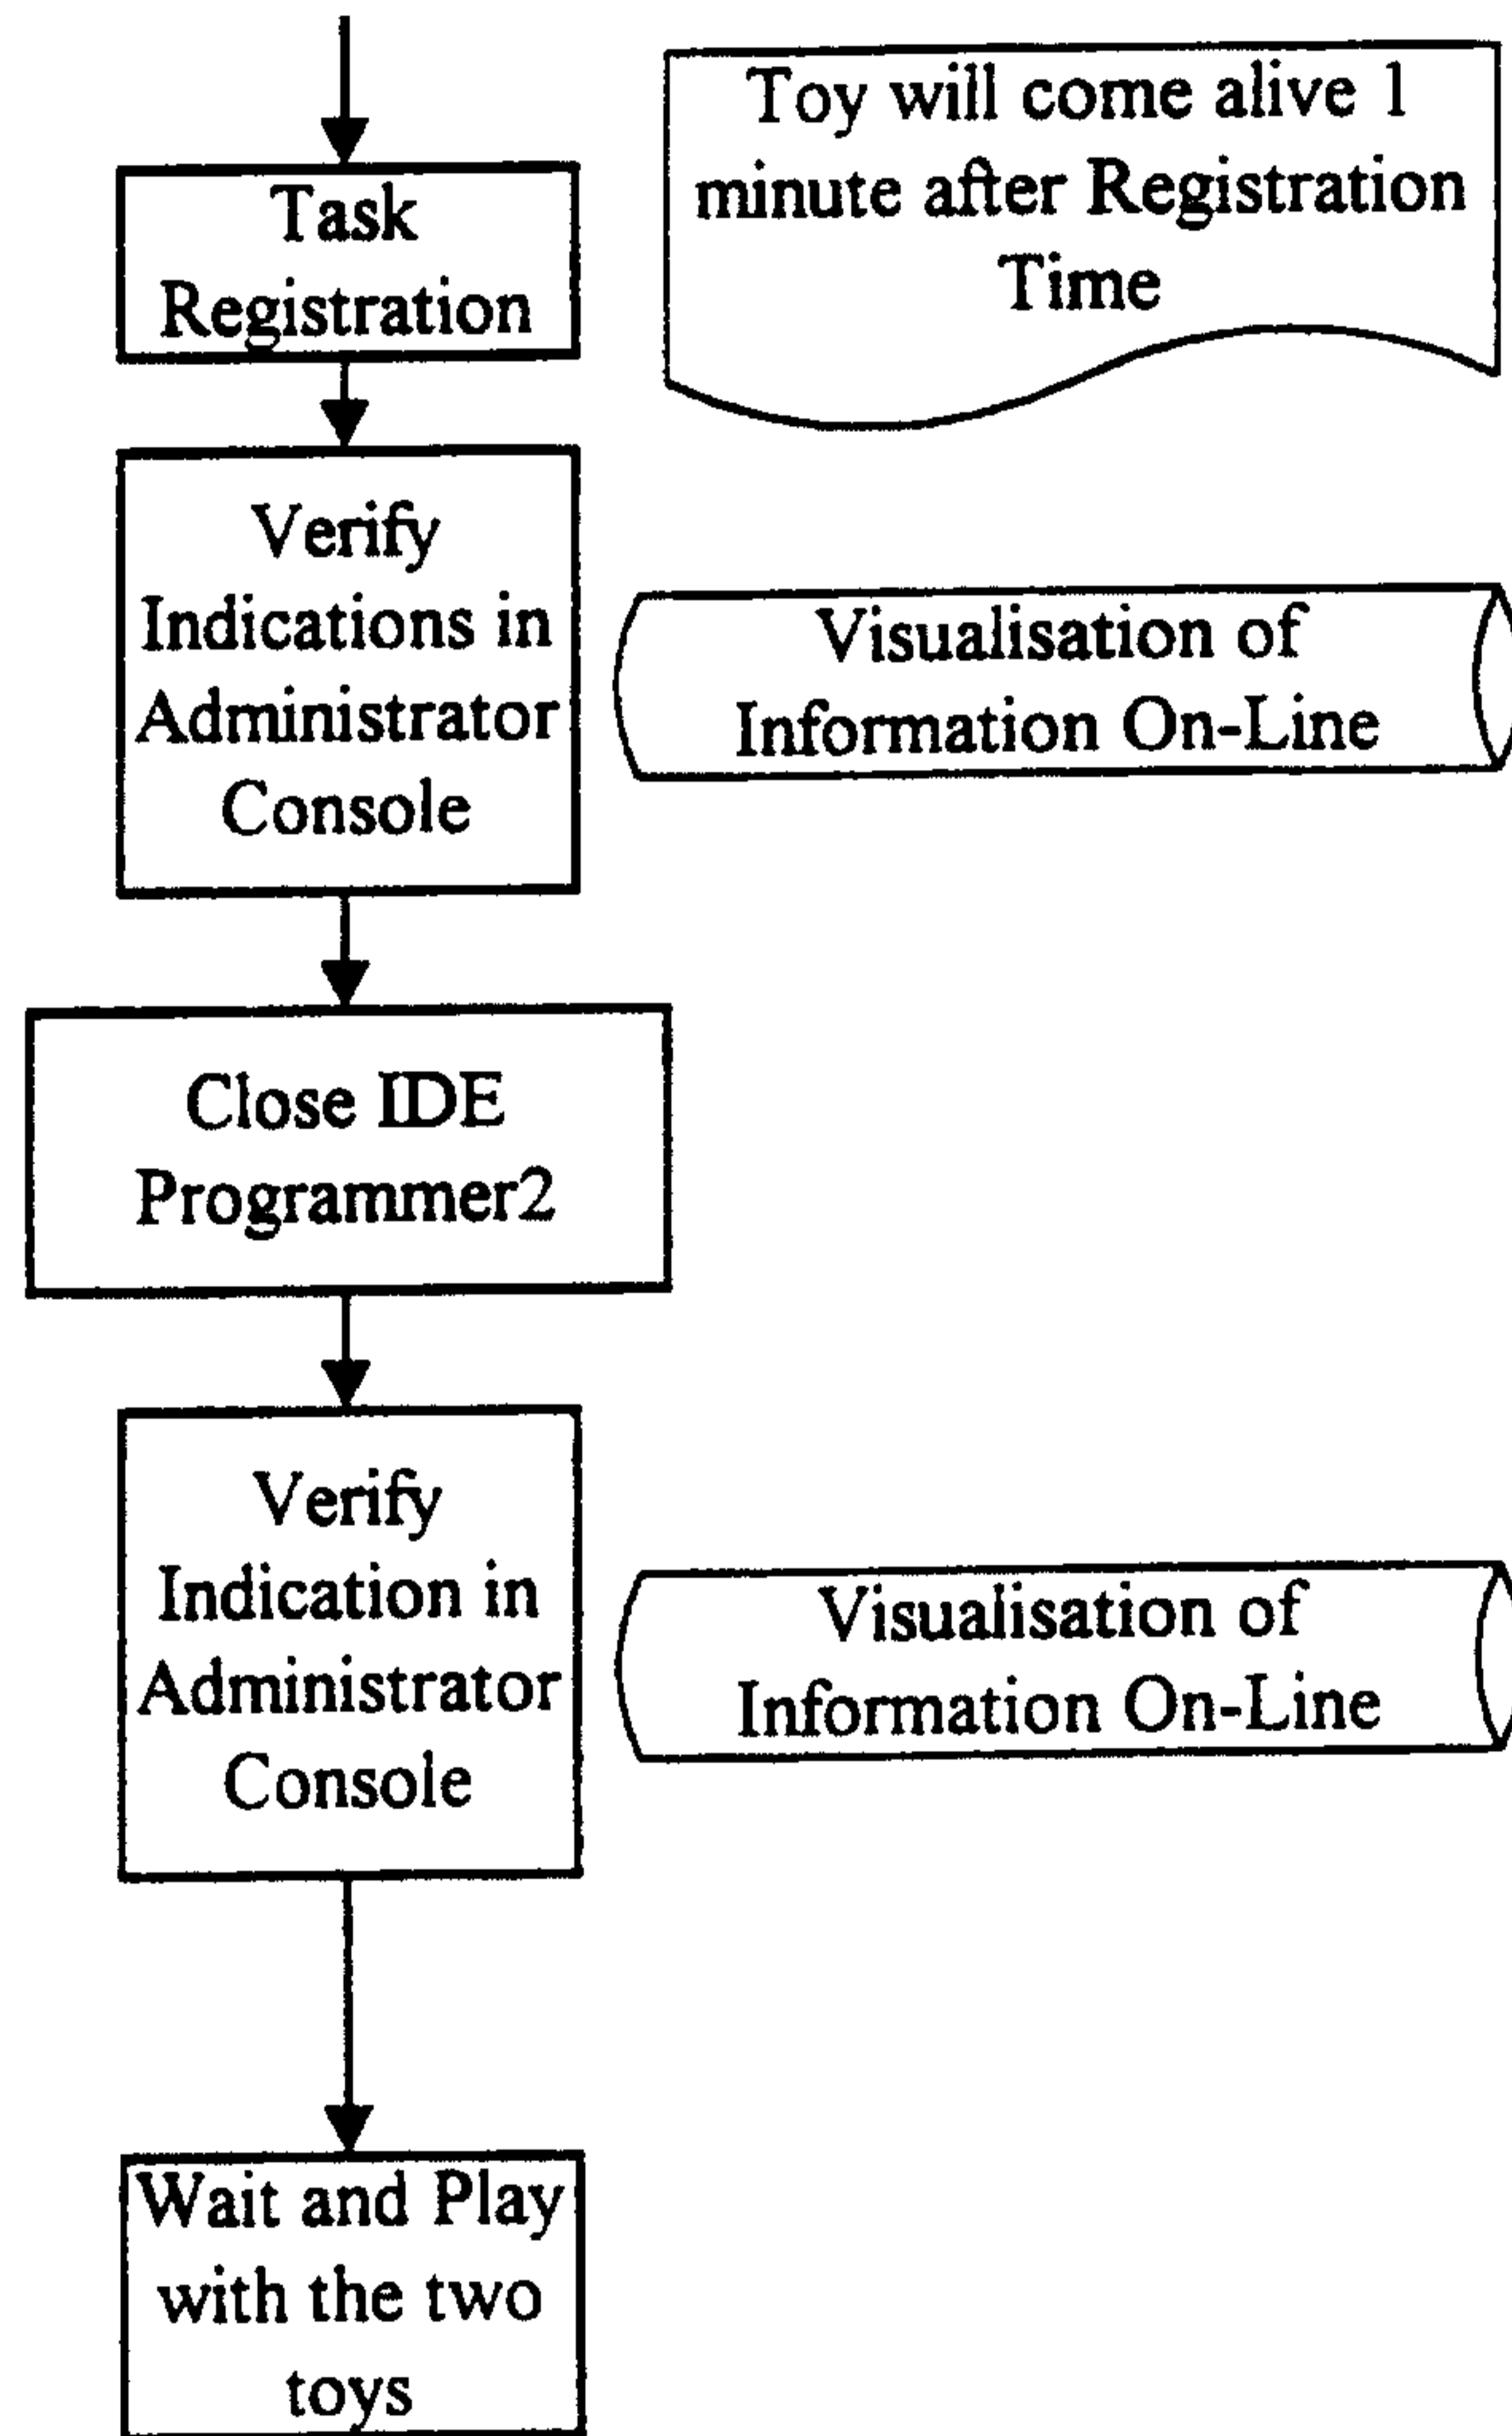 Task
Registration
Toy will come alive 1
minute after Registration
Time
Verify
Indications in
Administrator
Console
Visualisation of
Information On-Line
Close IDE
Programmer2
Verify
Indication in
Administrator
Console
Visualisation of
Information On-Line
Wait and Play
with the two
toys